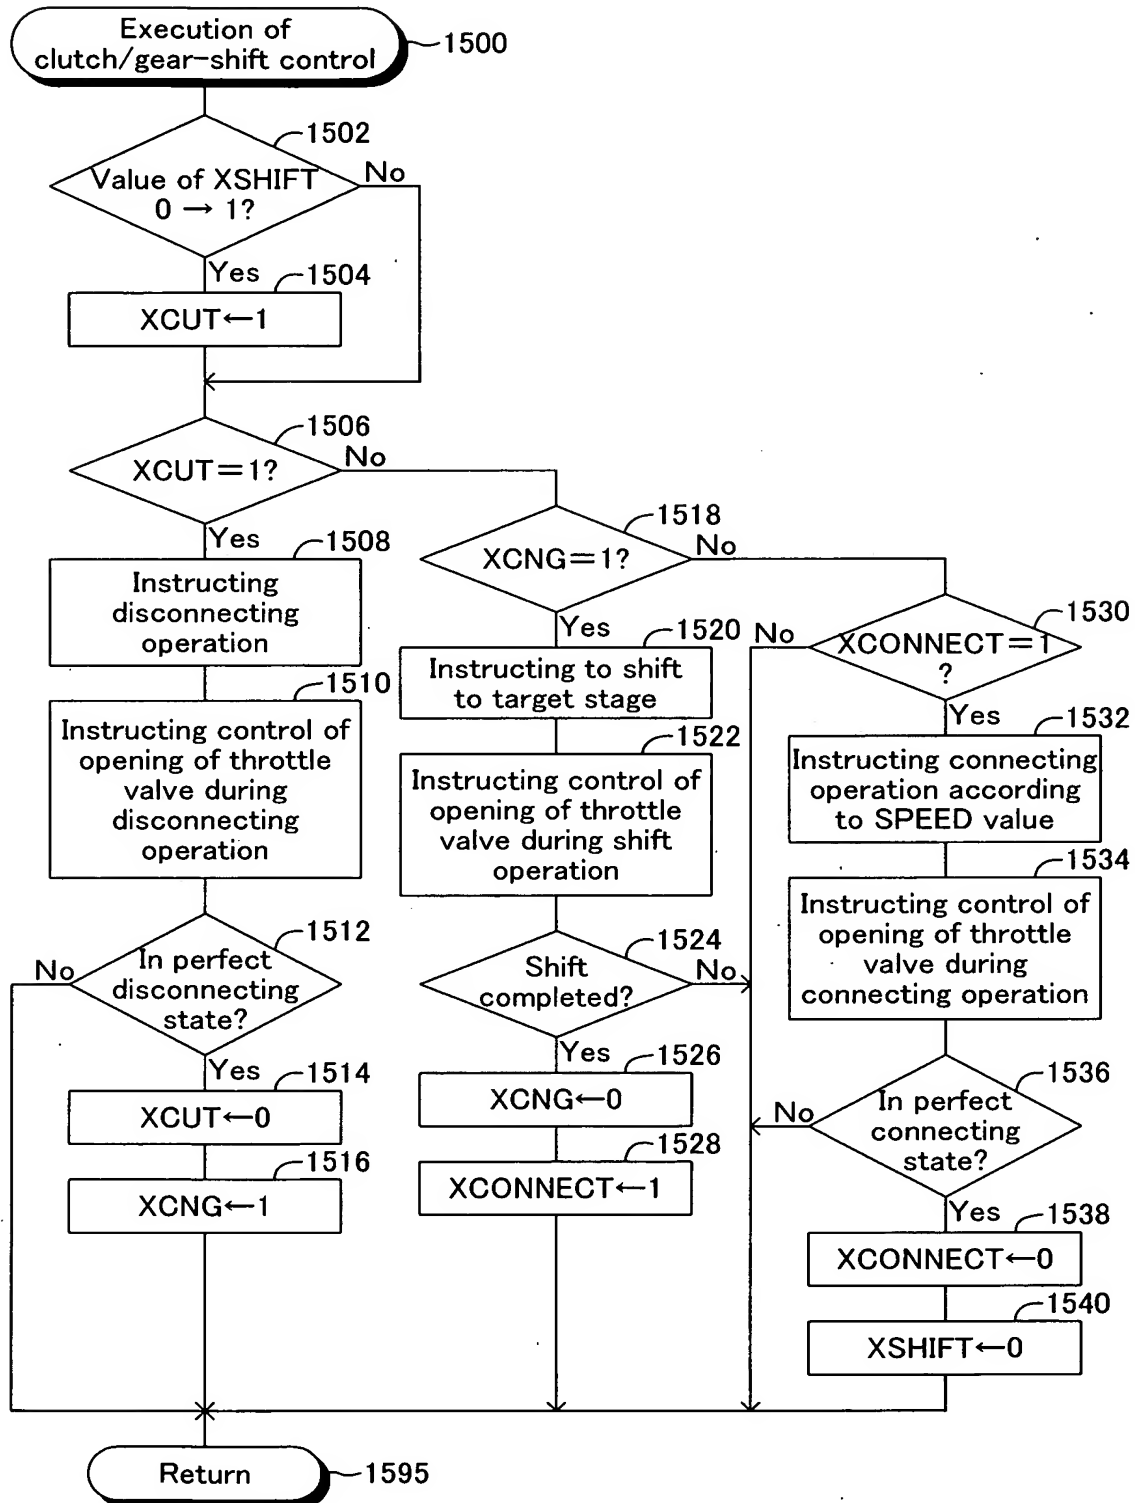 Execution of
clutch/gear-shift control
1500
1502
Value of XSHIFT
0 → 1?
No
Yes
1504
XCUT←1
1506
XCUT=1?
No
Yes
1508
Instructing
disconnecting
operation
1510
Instructing control of
opening of throttle
valve during
disconnecting
operation
1512
In perfect
disconnecting
state?
No
Yes
1514
XCUT←0
1516
XCNG←1
1518
XCNG=1?
No
Yes
1520
Instructing to shift
to target stage
1522
Instructing control of
opening of throttle
valve during shift
operation
1524
Shift
completed?
No
Yes
1526
XCNG←0
1528
XCONNECT←1
1530
XCONNECT=1
?
No
Yes
1532
Instructing connecting
operation according
to SPEED value
1534
Instructing control of
opening of throttle
valve during
connecting operation
1536
In perfect
connecting
state?
No
Yes
1538
XCONNECT←0
1540
XSHIFT←0
Return
1595